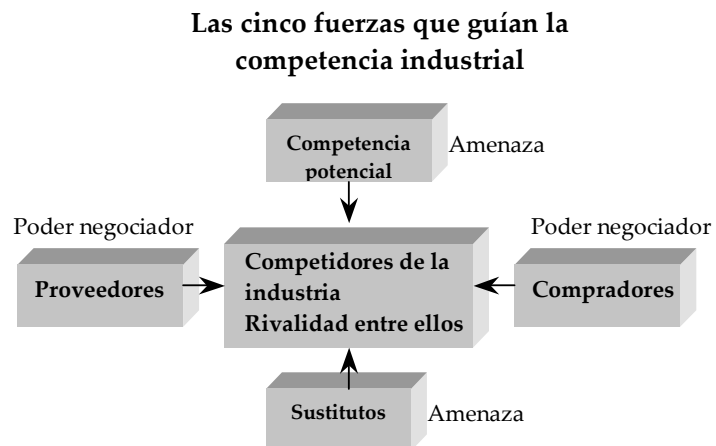 Las cinco fuerzas que guían la
competencia industrial
Competencia
potencial
Amenaza
Poder negociador
Proveedores
Competidores de la
industria
Rivalidad entre ellos
Poder negociador
Compradores
Sustitutos
Amenaza